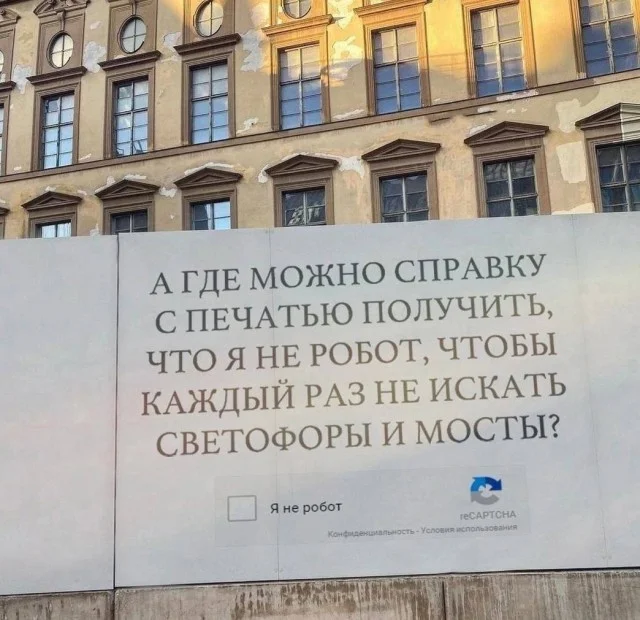 А ГДЕ МОЖНО СПРАВКУ
С ПЕЧАТЬЮ ПОЛУЧИТЬ,
ЧТО Я НЕ РОБОТ, ЧТОБЫ
КАЖДЫЙ РАЗ НЕ ИСКАТЬ
СВЕТОФОРЫ И МОСТЫ?
Я не робот
reCAPTCHA
Конфиденциальность - Условия использования